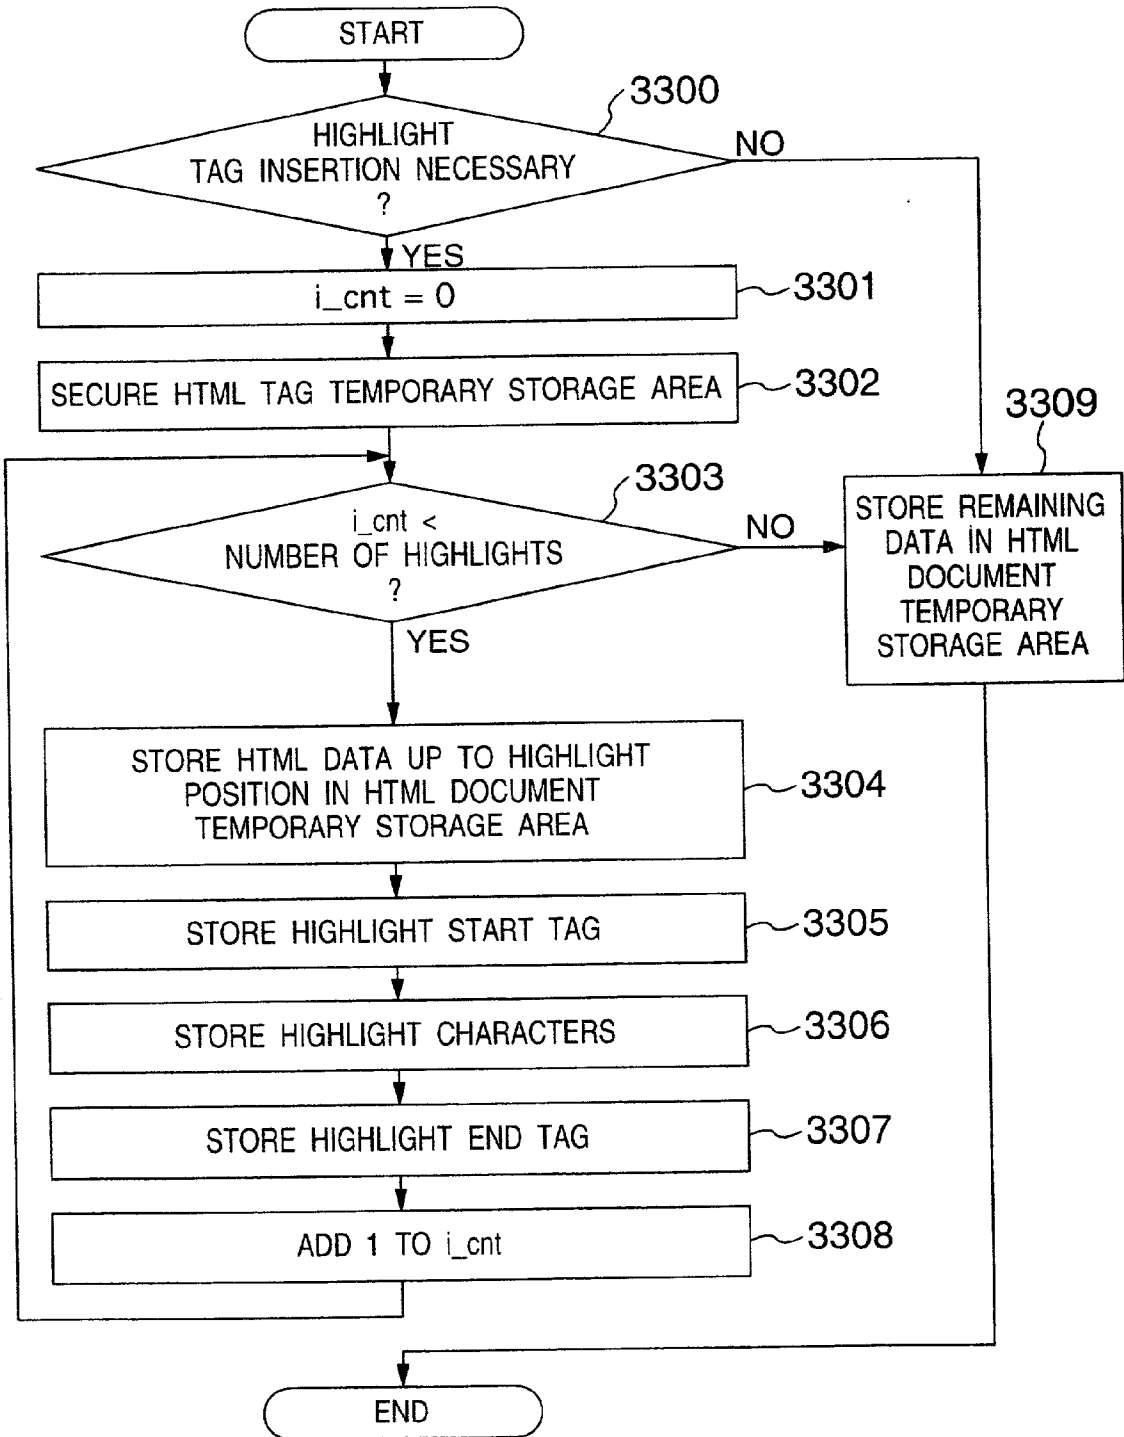 START
3300
HIGHLIGHT
TAG INSERTION NECESSARY
?
NO
YES
i_cnt = 0
3301
SECURE HTML TAG TEMPORARY STORAGE AREA
3302
3309
STORE REMAINING
DATA IN HTML
DOCUMENT
TEMPORARY
STORAGE AREA
3303
i_cnt <
NUMBER OF HIGHLIGHTS
?
NO
YES
STORE HTML DATA UP TO HIGHLIGHT
POSITION IN HTML DOCUMENT
TEMPORARY STORAGE AREA
3304
STORE HIGHLIGHT START TAG
3305
STORE HIGHLIGHT CHARACTERS
3306
STORE HIGHLIGHT END TAG
3307
ADD 1 TO i_cnt
3308
END